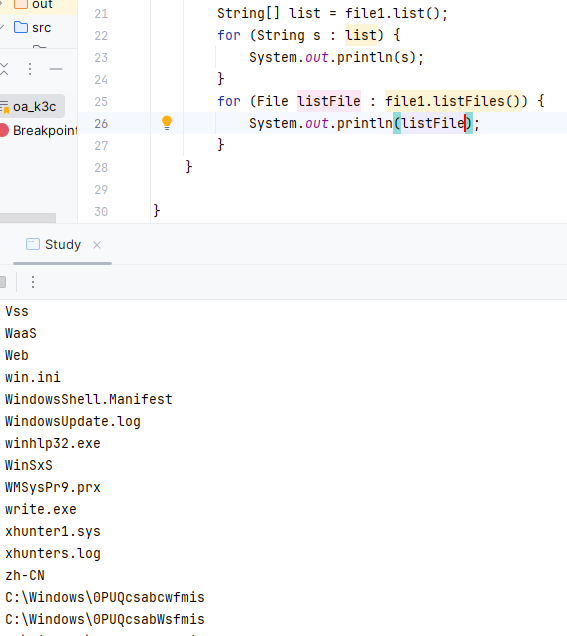 out
src
oa_k3c
Breakpoint
21 String[] list = file1.list();
22 for (String s : list) {
23 System.out.println(s);
24 }
25 for (File listFile : file1.listFiles()) {
26 System.out.println(listFile);
27 }
28 }
29
30 }
Study
Vss
WaaS
Web
win.ini
WindowsShell.Manifest
WindowsUpdate.log
winhlp32.exe
WinSxS
WMSysPr9.prx
write.exe
xhunter1.sys
xhunters.log
zh-CN
C:\Windows\0PUQcsabcwfmis
C:\Windows\0PUQcsabWsfmis